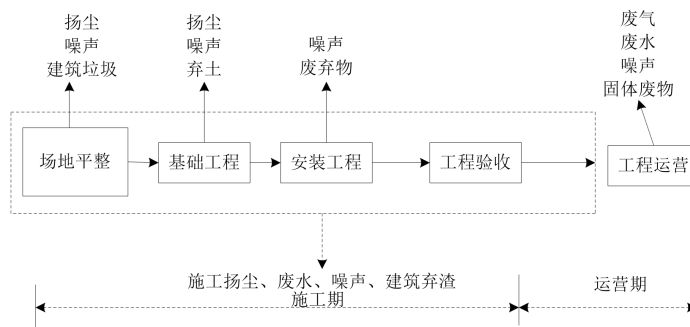 扬尘
噪声
建筑垃圾
扬尘
噪声
弃土
噪声
废弃物
废气
废水
噪声
固体废物
场地平整
基础工程
安装工程
工程验收
工程运营
施工扬尘、废水、噪声、建筑弃渣
施工期
运营期